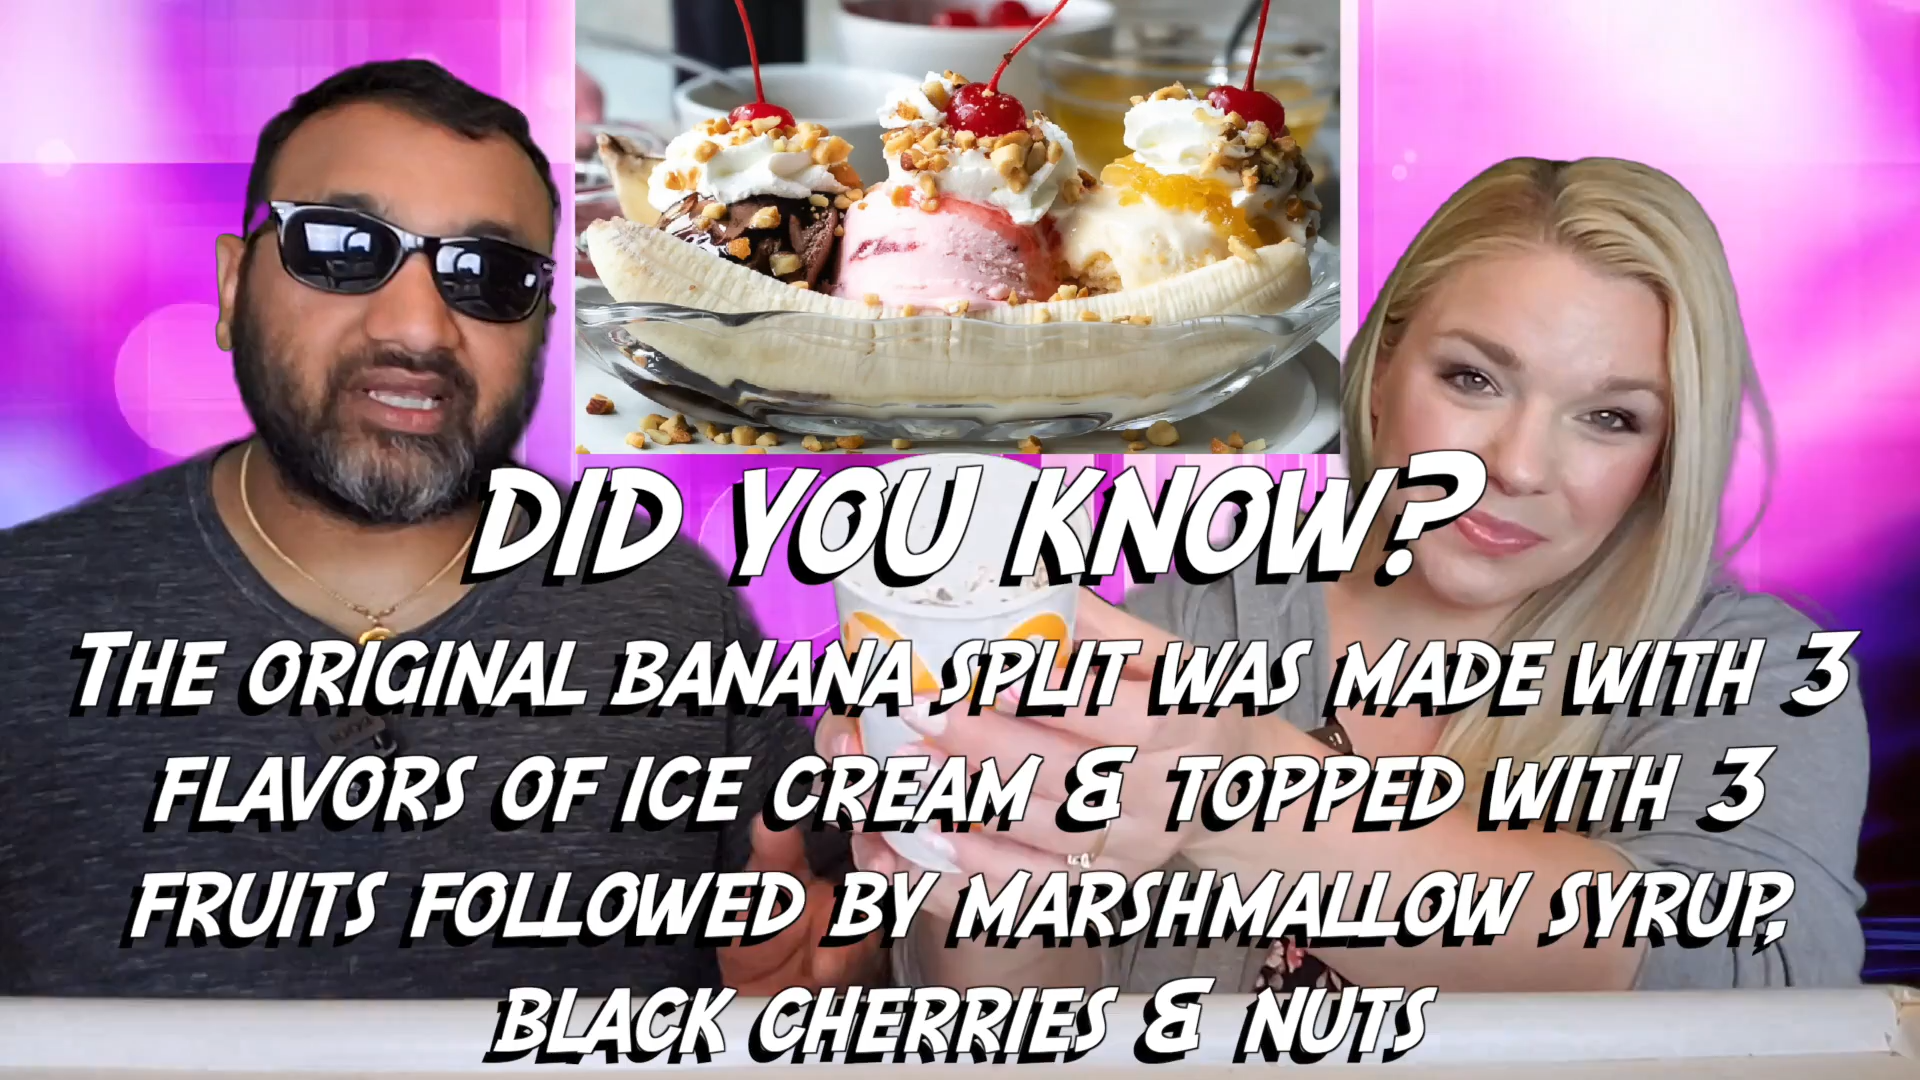 DID YOU KNOW?
THE ORIGINAL BANANA SPLIT WAS MADE WITH 3
FLAVORS OF ICE CREAM & TOPPED WITH 3
FRUITS FOLLOWED BY MARSHMALLOW SYRUP,
BLACK CHERRIES & NUTS